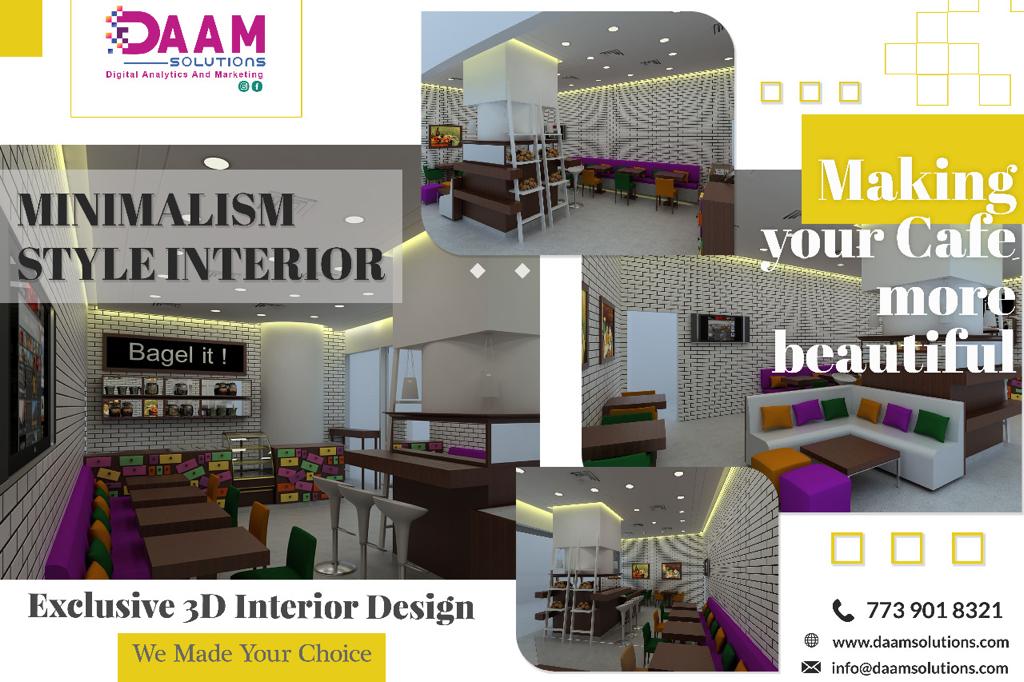 DAAM
SOLUTIONS
Digital Analytics And Marketing
MINIMALISM
STYLE INTERIOR
Making
your Cafe
more
beautiful
Bagel it !
Exclusive 3D Interior Design
We Made Your Choice
773 901 8321
www.daamsolutions.com
info@daamsolutions.com